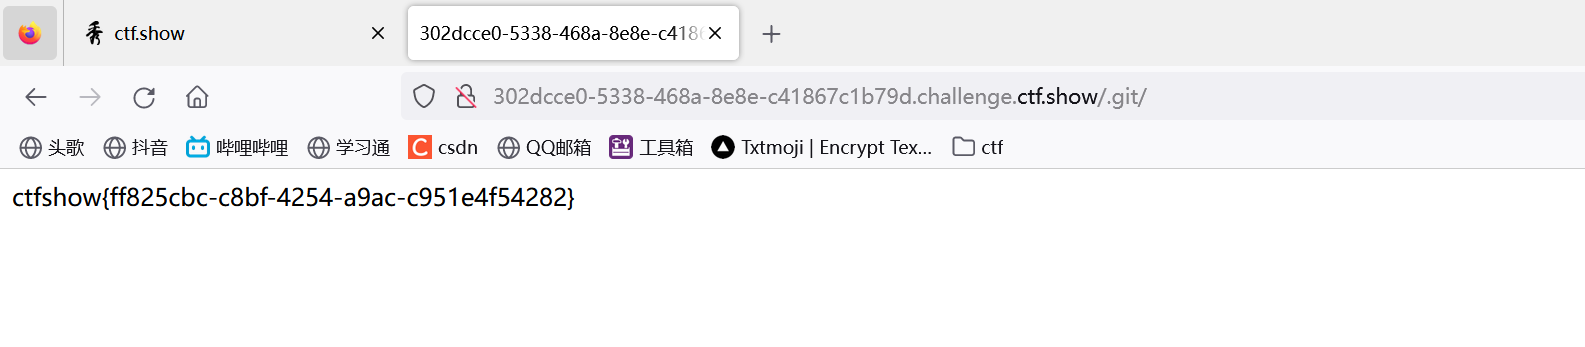 秀 ctf.show
302dcce0-5338-468a-8e8e-c418
302dcce0-5338-468a-8e8e-c41867c1b79d.challenge.ctf.show/.git/
头歌 抖音 哔哩哔哩 学习通 C csdn QQ邮箱 工具箱 Txtmoji | Encrypt Tex... ctf
ctfshow{ff825cbc-c8bf-4254-a9ac-c951e4f54282}